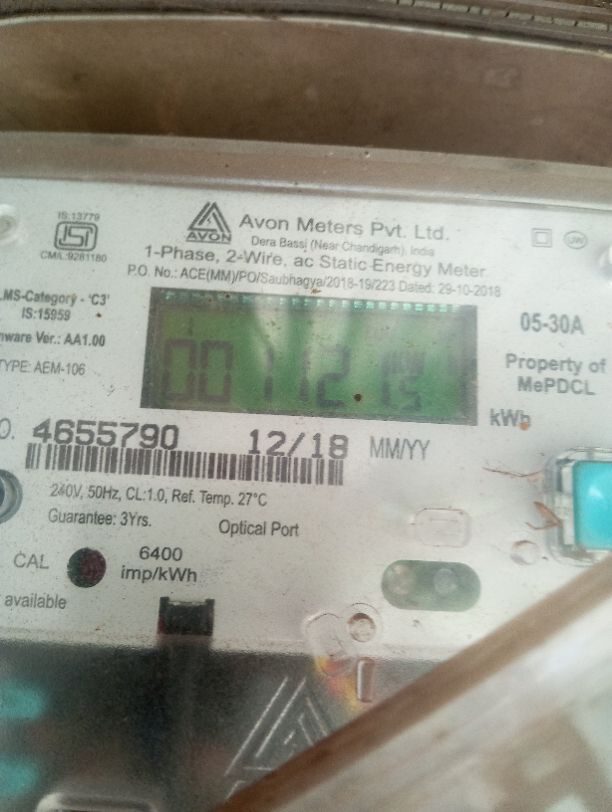 IS:13779
ISI
CM/L:9281180
AVON
Avon Meters Pvt. Ltd.
Dera Bassi (Near Chandigarh), India
1-Phase, 2-Wire, ac Static Energy Meter
P.O. No.: ACE(MM)/PO/Saubhagya/2018-19/223 Dated: 29-10-2018
LMS-Category - 'C3'
IS:15959
mware Ver.: AA1.00
TYPE: AEM-106
05-30A
Property of
MePDCL
kWh
O. 4655790 12/18 MM/YY
240V, 50Hz, CL:1.0, Ref. Temp. 27°C
Guarantee: 3Yrs.
Optical Port
CAL
6400
imp/kWh
available